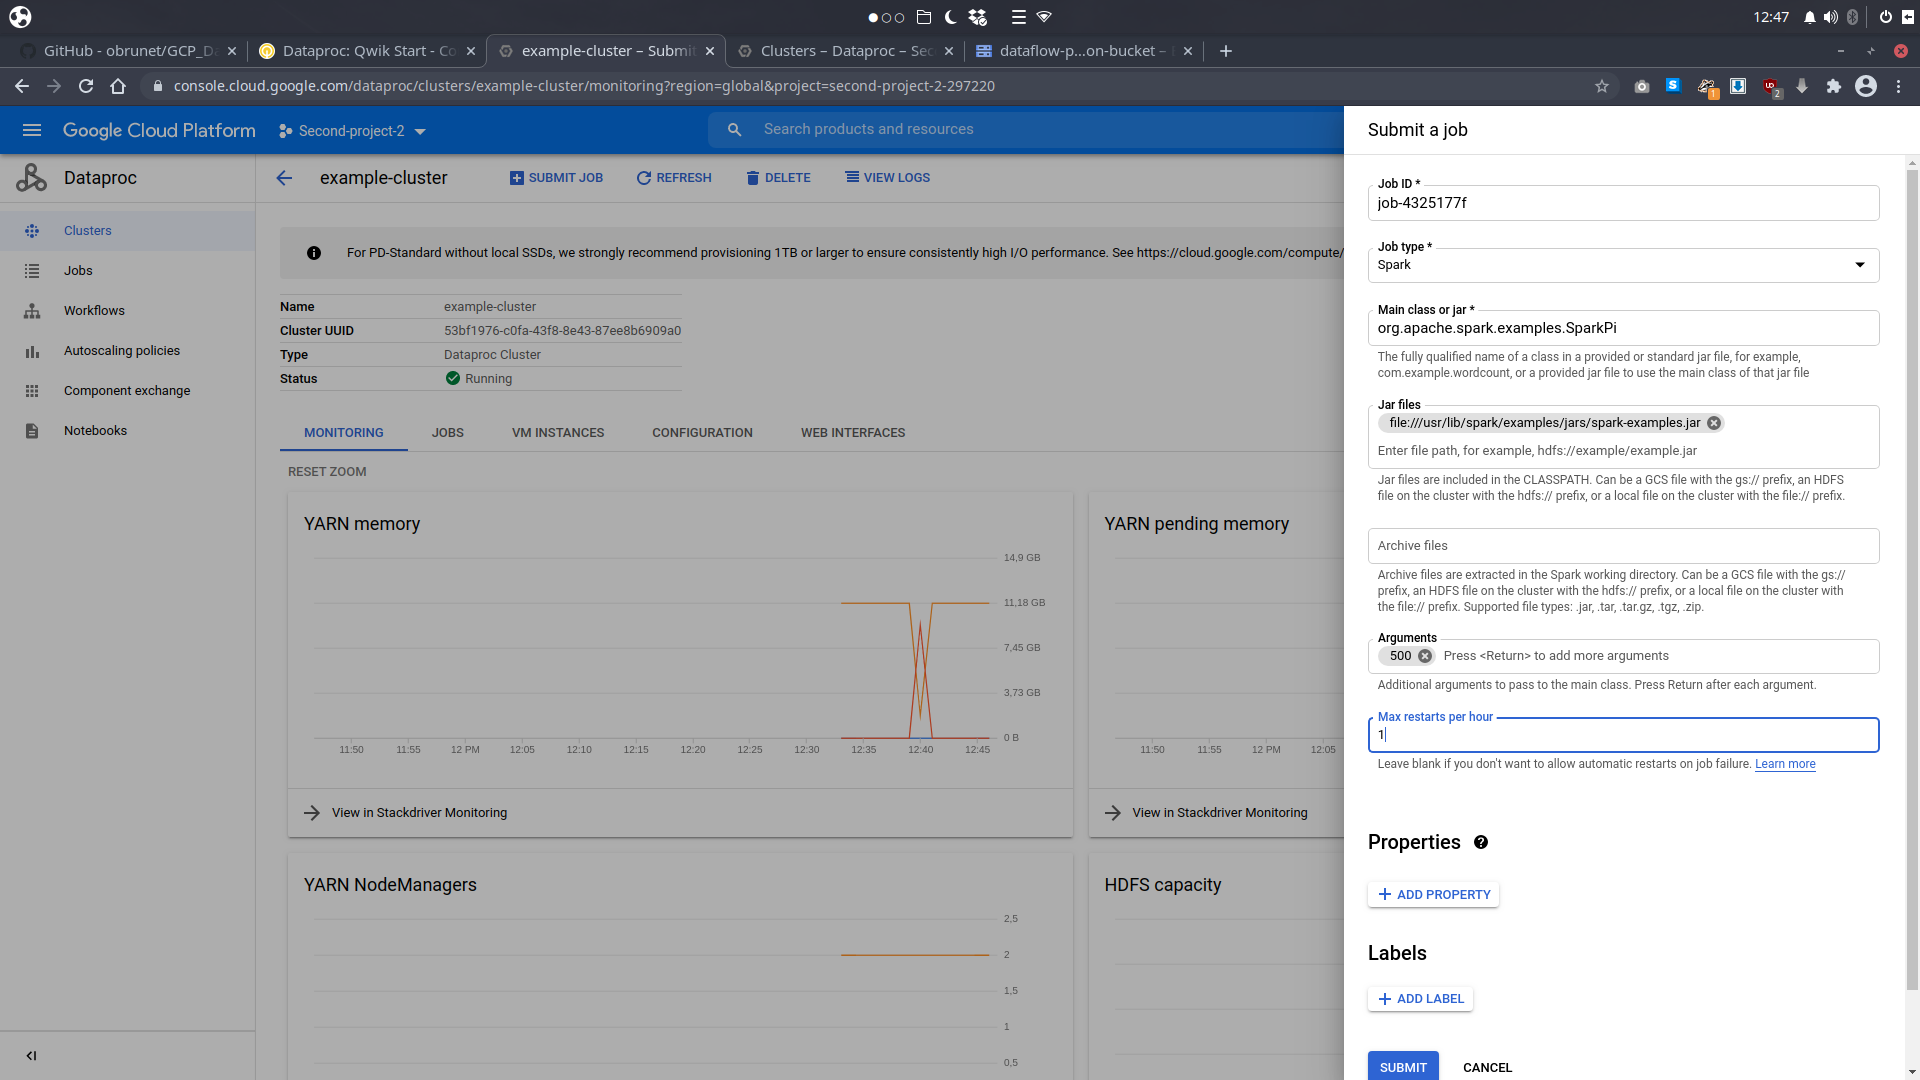 12:47
GitHub - obrunet/GCP_Da
Dataproc: Qwik Start - Co
example-cluster – Submit
Clusters – Dataproc – Sec
dataflow-p...on-bucket –
console.cloud.google.com/dataproc/clusters/example-cluster/monitoring?region=global&project=second-project-2-297220
S
1
2
Google Cloud Platform
Second-project-2
Search products and resources
Dataproc
Clusters
Jobs
Workflows
Autoscaling policies
Component exchange
Notebooks
example-cluster
SUBMIT JOB
REFRESH
DELETE
VIEW LOGS
For PD-Standard without local SSDs, we strongly recommend provisioning 1TB or larger to ensure consistently high I/O performance. See https://cloud.google.com/compute/
Name example-cluster
Cluster UUID 53bf1976-c0fa-43f8-8e43-87ee8b6909a0
Type Dataproc Cluster
Status Running
MONITORING
JOBS
VM INSTANCES
CONFIGURATION
WEB INTERFACES
RESET ZOOM
YARN memory
14,9 GB
11,18 GB
7,45 GB
3,73 GB
0 B
11:50 11:55 12 PM 12:05 12:10 12:15 12:20 12:25 12:30 12:35 12:40 12:45
View in Stackdriver Monitoring
YARN pending memory
11:50 11:55 12 PM 12:05
View in Stackdriver Monitoring
YARN NodeManagers
2,5
2
1,5
1
0,5
HDFS capacity
Submit a job
Job ID *
job-4325177f
Job type *
Spark
Main class or jar *
org.apache.spark.examples.SparkPi
The fully qualified name of a class in a provided or standard jar file, for example,
com.example.wordcount, or a provided jar file to use the main class of that jar file
Jar files
file:///usr/lib/spark/examples/jars/spark-examples.jar
Enter file path, for example, hdfs://example/example.jar
Jar files are included in the CLASSPATH. Can be a GCS file with the gs:// prefix, an HDFS
file on the cluster with the hdfs:// prefix, or a local file on the cluster with the file:// prefix.
Archive files
Archive files are extracted in the Spark working directory. Can be a GCS file with the gs://
prefix, an HDFS file on the cluster with the hdfs:// prefix, or a local file on the cluster with
the file:// prefix. Supported file types: .jar, .tar, .tar.gz, .tgz, .zip.
Arguments
500 Press <Return> to add more arguments
Additional arguments to pass to the main class. Press Return after each argument.
Max restarts per hour
1
Leave blank if you don't want to allow automatic restarts on job failure. Learn more
Properties
ADD PROPERTY
Labels
ADD LABEL
SUBMIT
CANCEL